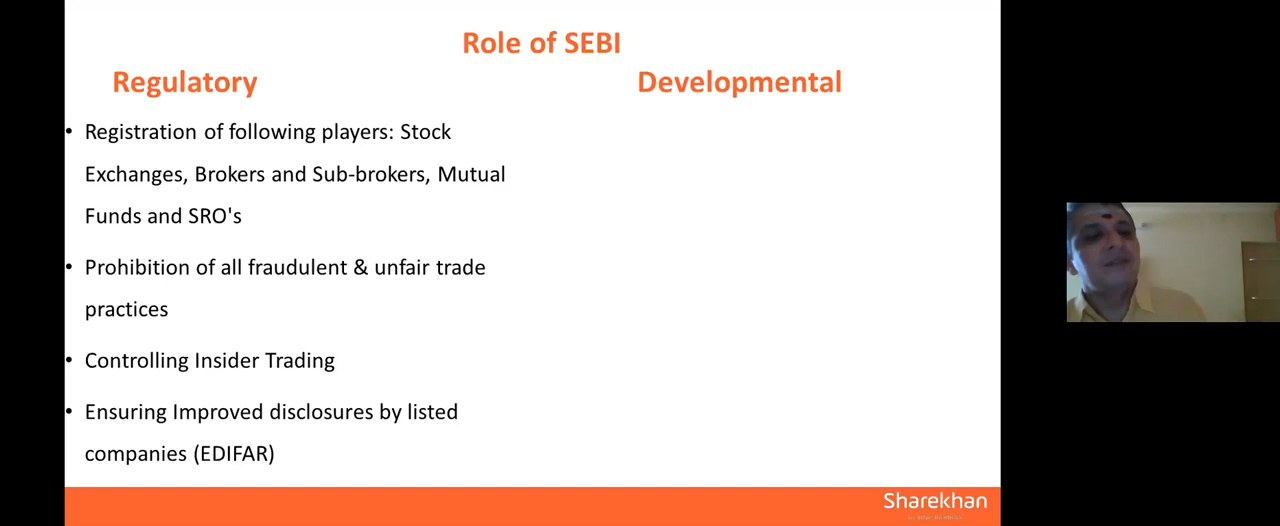 Role of SEBI
Regulatory
Developmental
• Registration of following players: Stock
Exchanges, Brokers and Sub-brokers, Mutual
Funds and SRO's
• Prohibition of all fraudulent & unfair trade
practices
• Controlling Insider Trading
• Ensuring Improved disclosures by listed
companies (EDIFAR)
Sharekhan